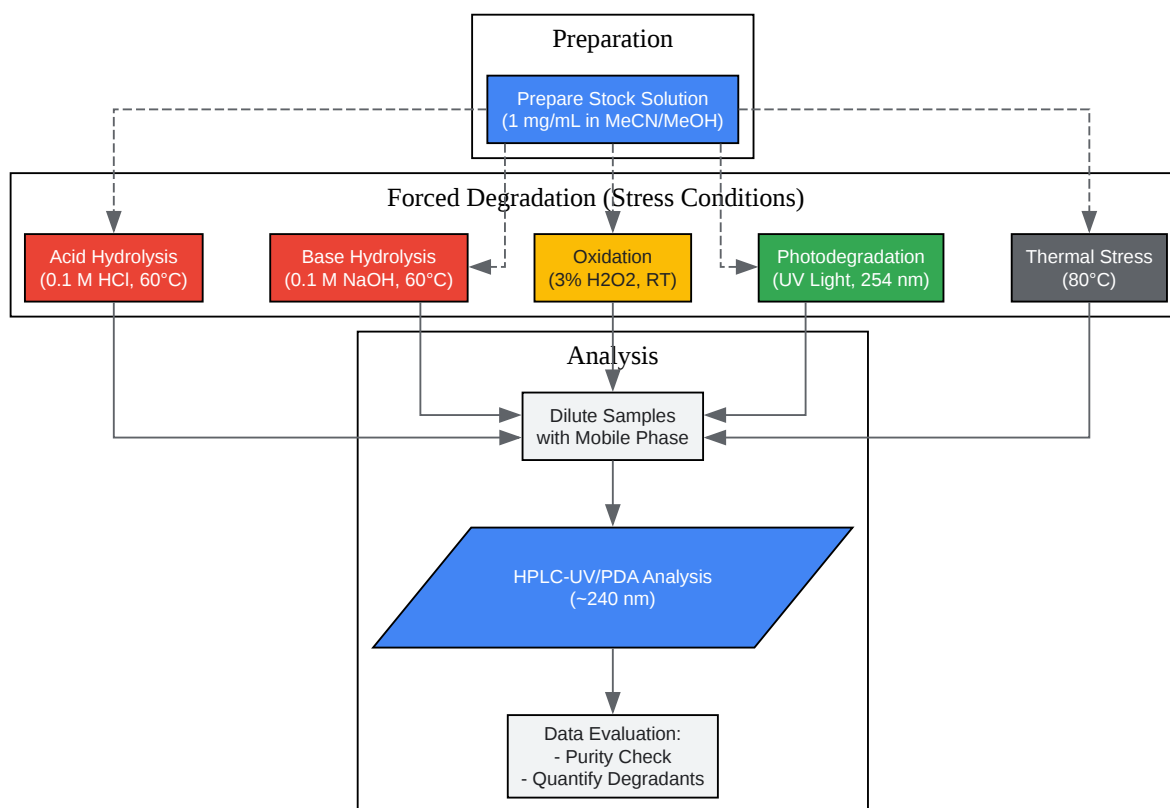 Preparation
Prepare Stock Solution
(1 mg/mL in MeCN/MeOH)
Forced Degradation (Stress Conditions)
Acid Hydrolysis
(0.1 M HCl, 60°C)
Base Hydrolysis
(0.1 M NaOH, 60°C)
Oxidation
(3% H2O2, RT)
Photodegradation
(UV Light, 254 nm)
Thermal Stress
(80°C)
Analysis
Dilute Samples
with Mobile Phase
HPLC-UV/PDA Analysis
(~240 nm)
Data Evaluation:
- Purity Check
- Quantify Degradants